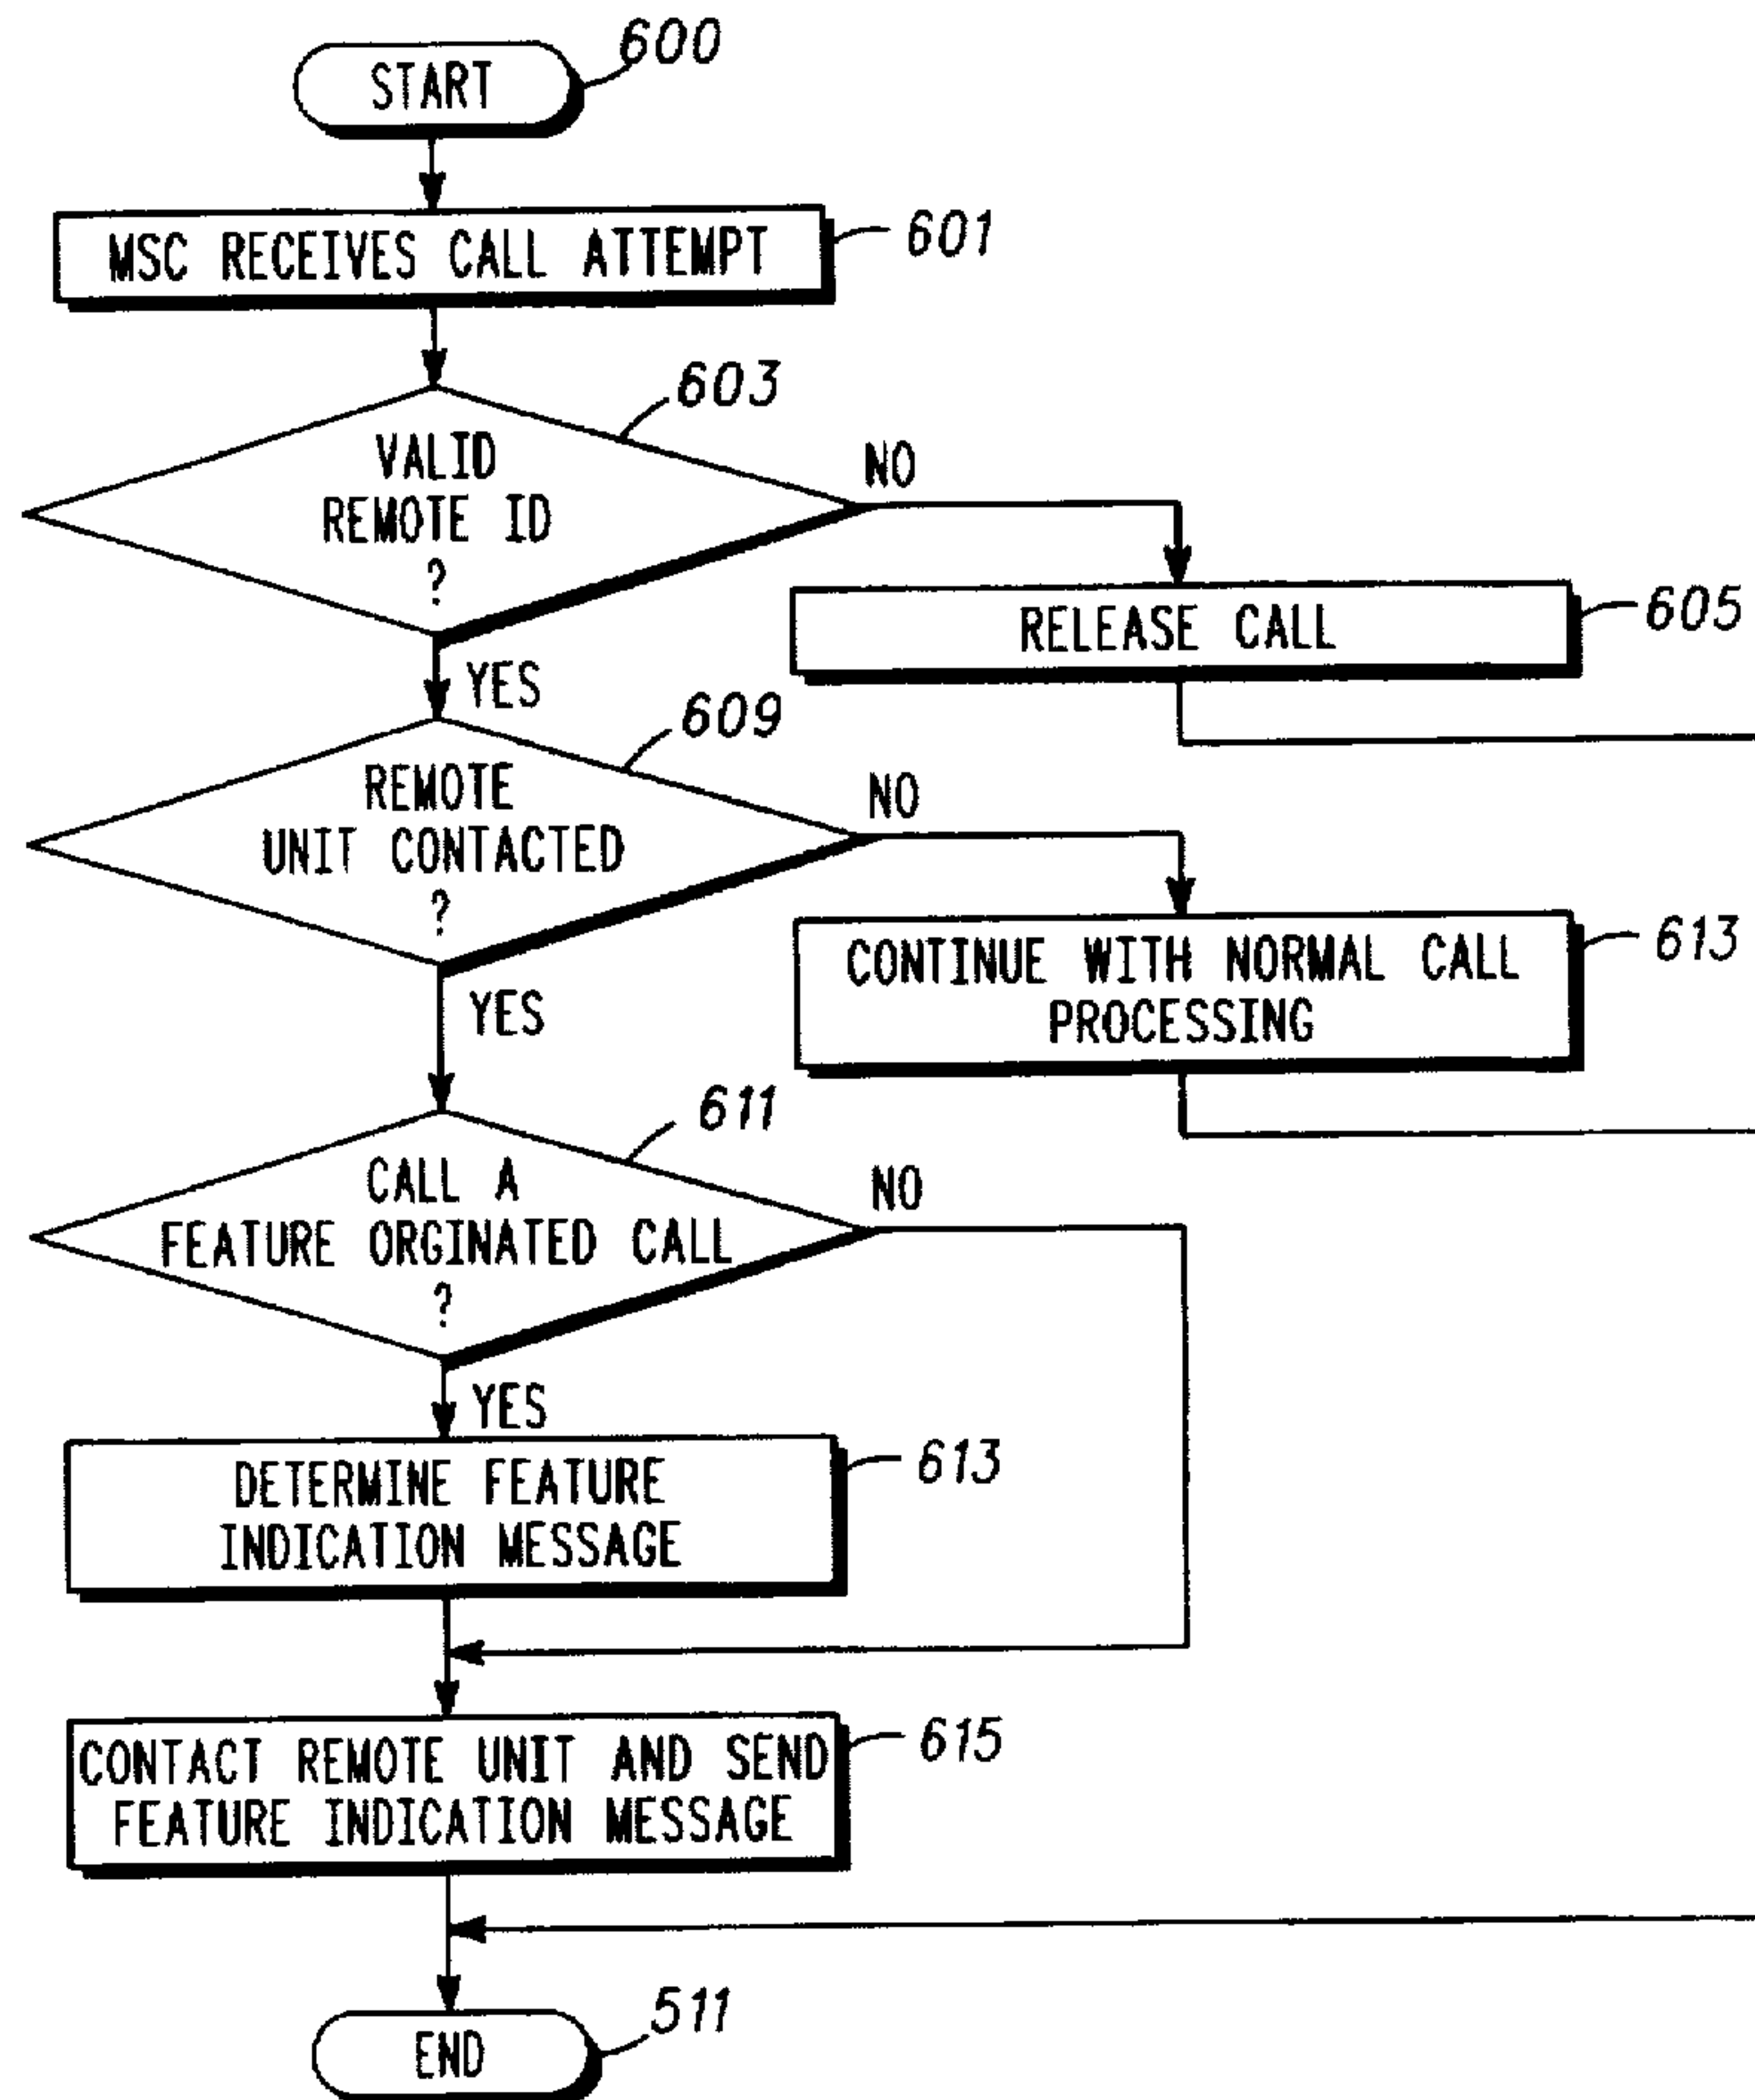 START
600
MSC RECEIVES CALL ATTEMPT
601
603
VALID
REMOTE ID
?
NO
YES
RELEASE CALL
605
609
REMOTE
UNIT CONTACTED
?
NO
YES
CONTINUE WITH NORMAL CALL
PROCESSING
613
611
CALL A
FEATURE ORGINATED CALL
?
NO
YES
DETERMINE FEATURE
INDICATION MESSAGE
613
CONTACT REMOTE UNIT AND SEND
FEATURE INDICATION MESSAGE
615
END
511